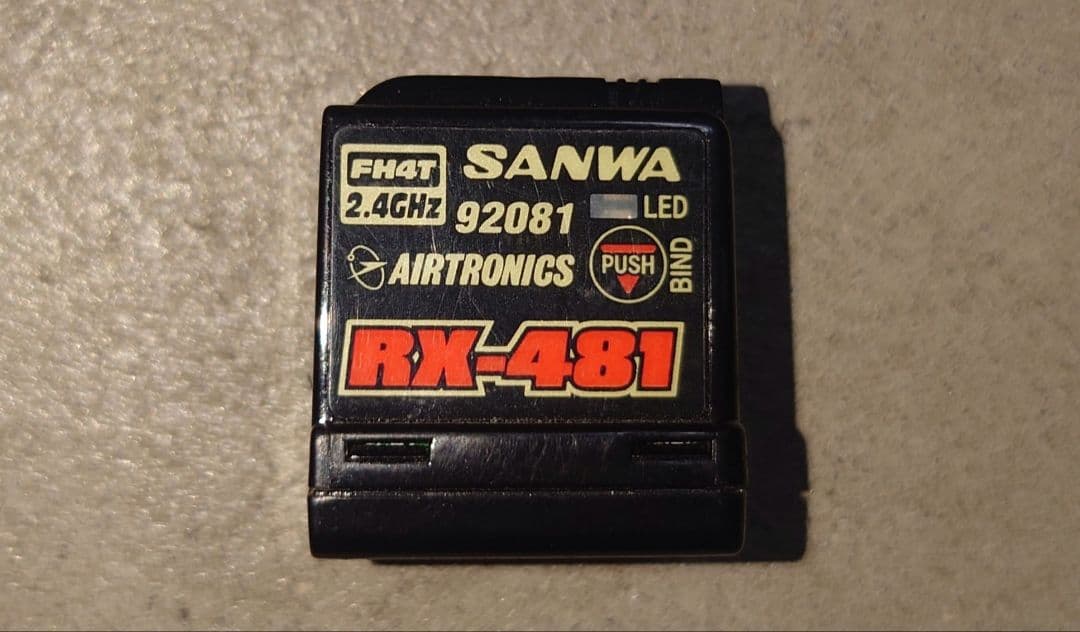 FH4T
2.4GHz
SANWA
92081
LED
AIRTRONICS
PUSH
BIND
RX-481